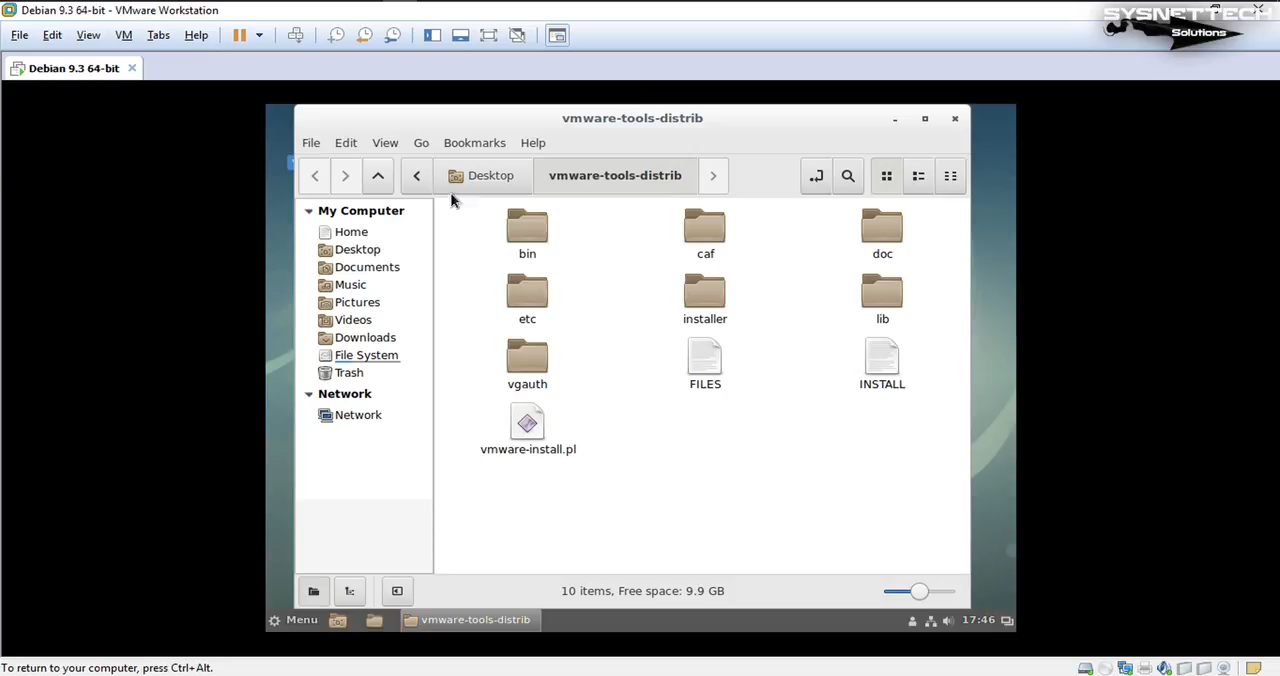 Debian 9.3 64-bit - VMware Workstation
SYSNETTECH
Solutions
File Edit View VM Tabs Help
Debian 9.3 64-bit
vmware-tools-distrib
File Edit View Go Bookmarks Help
Desktop vmware-tools-distrib
My Computer
Home
Desktop
Documents
Music
Pictures
Videos
Downloads
File System
Trash
Network
Network
bin caf doc
etc installer lib
vgauth FILES INSTALL
vmware-install.pl
10 items, Free space: 9.9 GB
Menu vmware-tools-distrib 17:46
To return to your computer, press Ctrl+Alt.